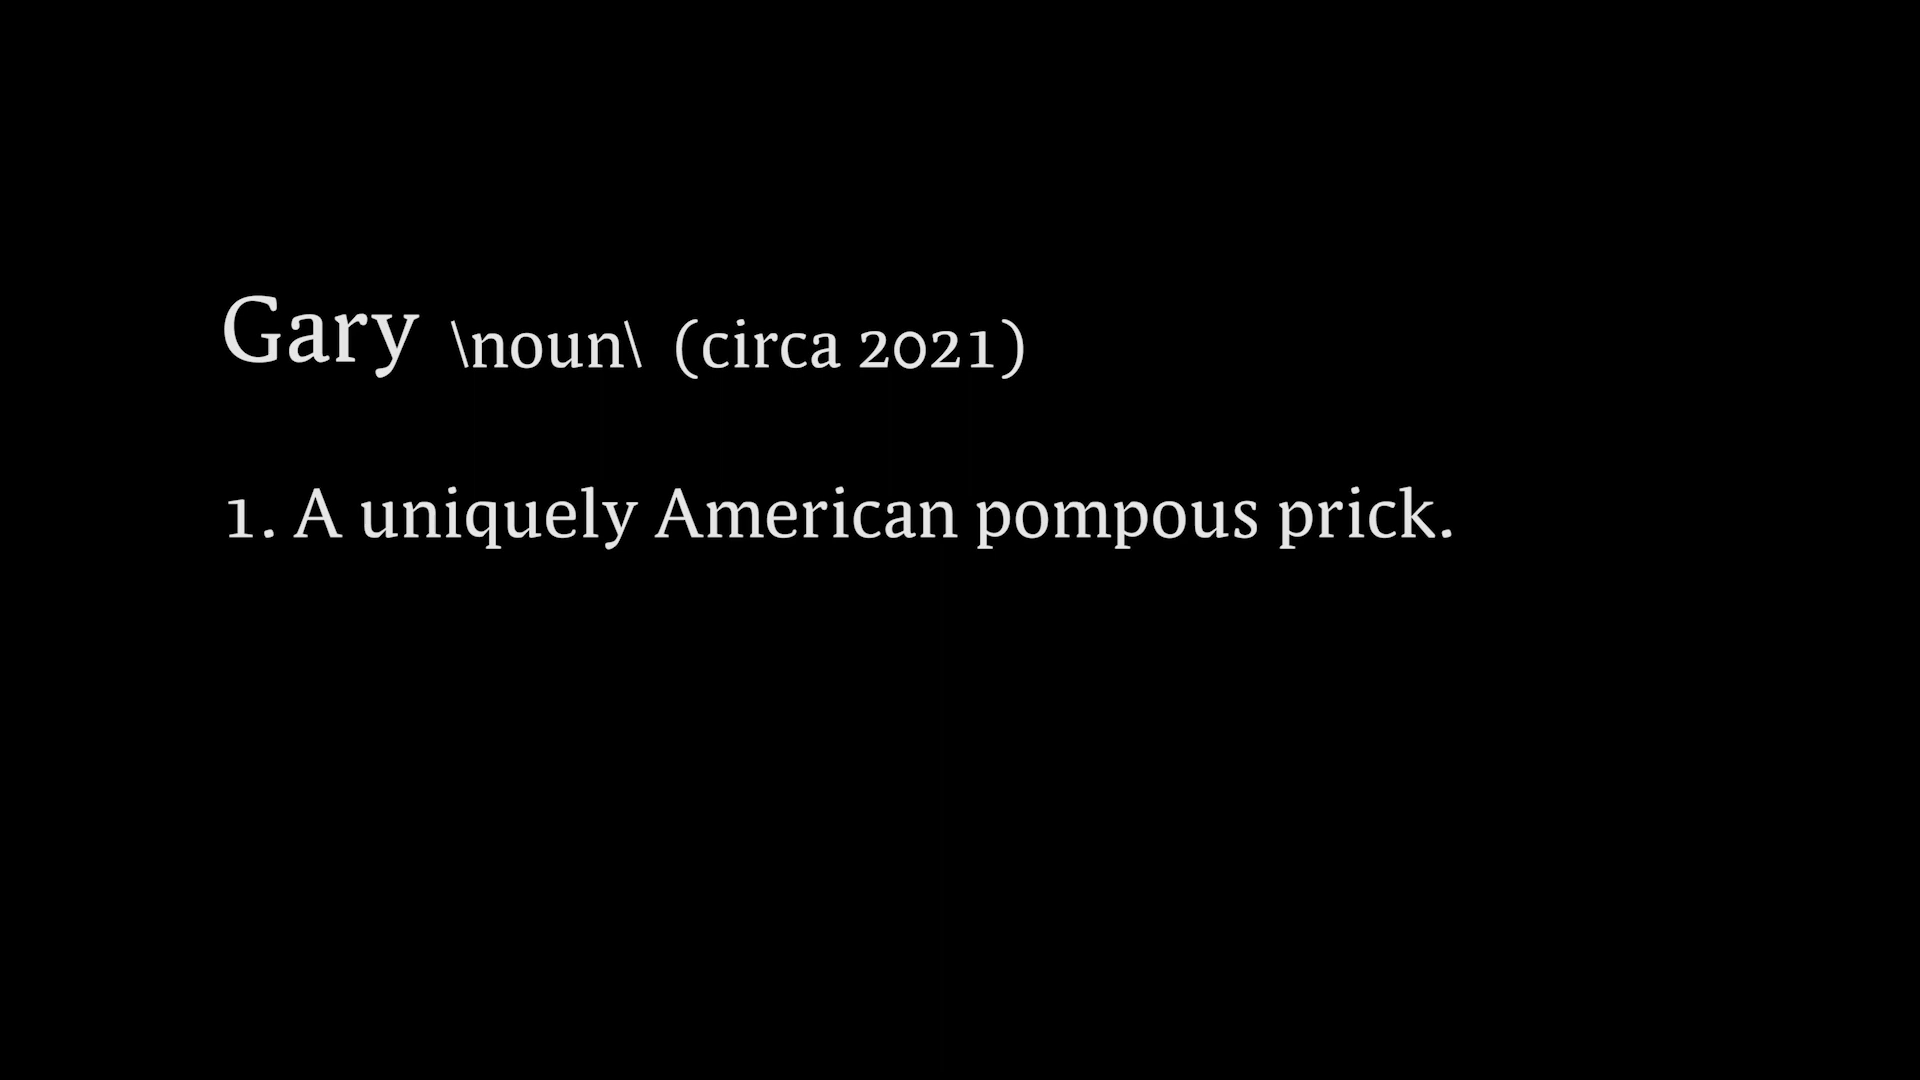 Gary \noun\ (circa 2021)
1. A uniquely American pompous prick.